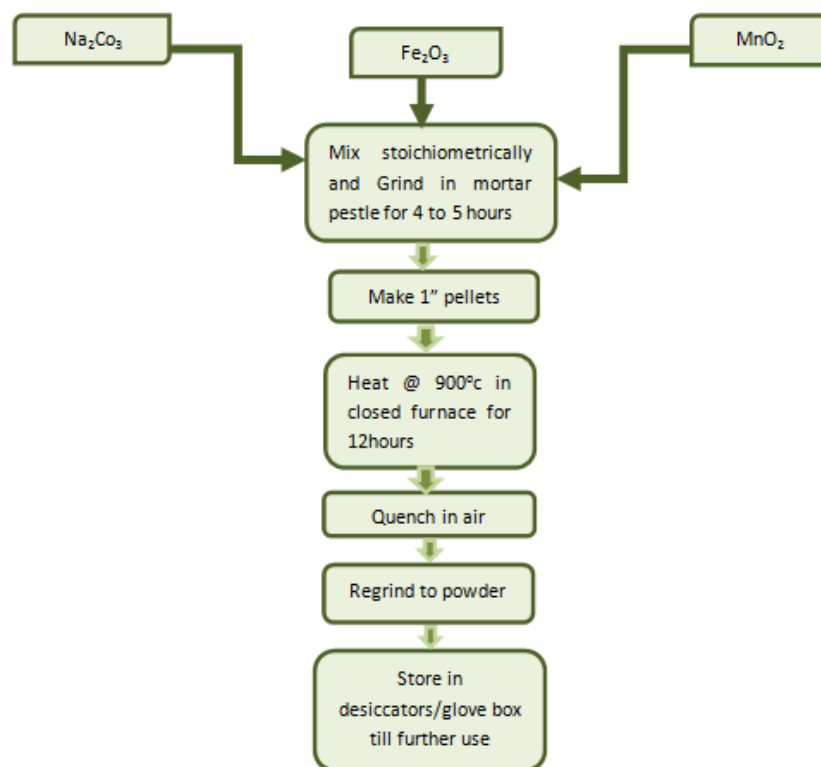 Na₂Co₃
Fe₂O₃
MnO₂
Mix stoichiometrically
and Grind in mortar
pestle for 4 to 5 hours
Make 1” pellets
Heat @ 900°c in
closed furnace for
12hours
Quench in air
Regrind to powder
Store in
desiccators/glove box
till further use